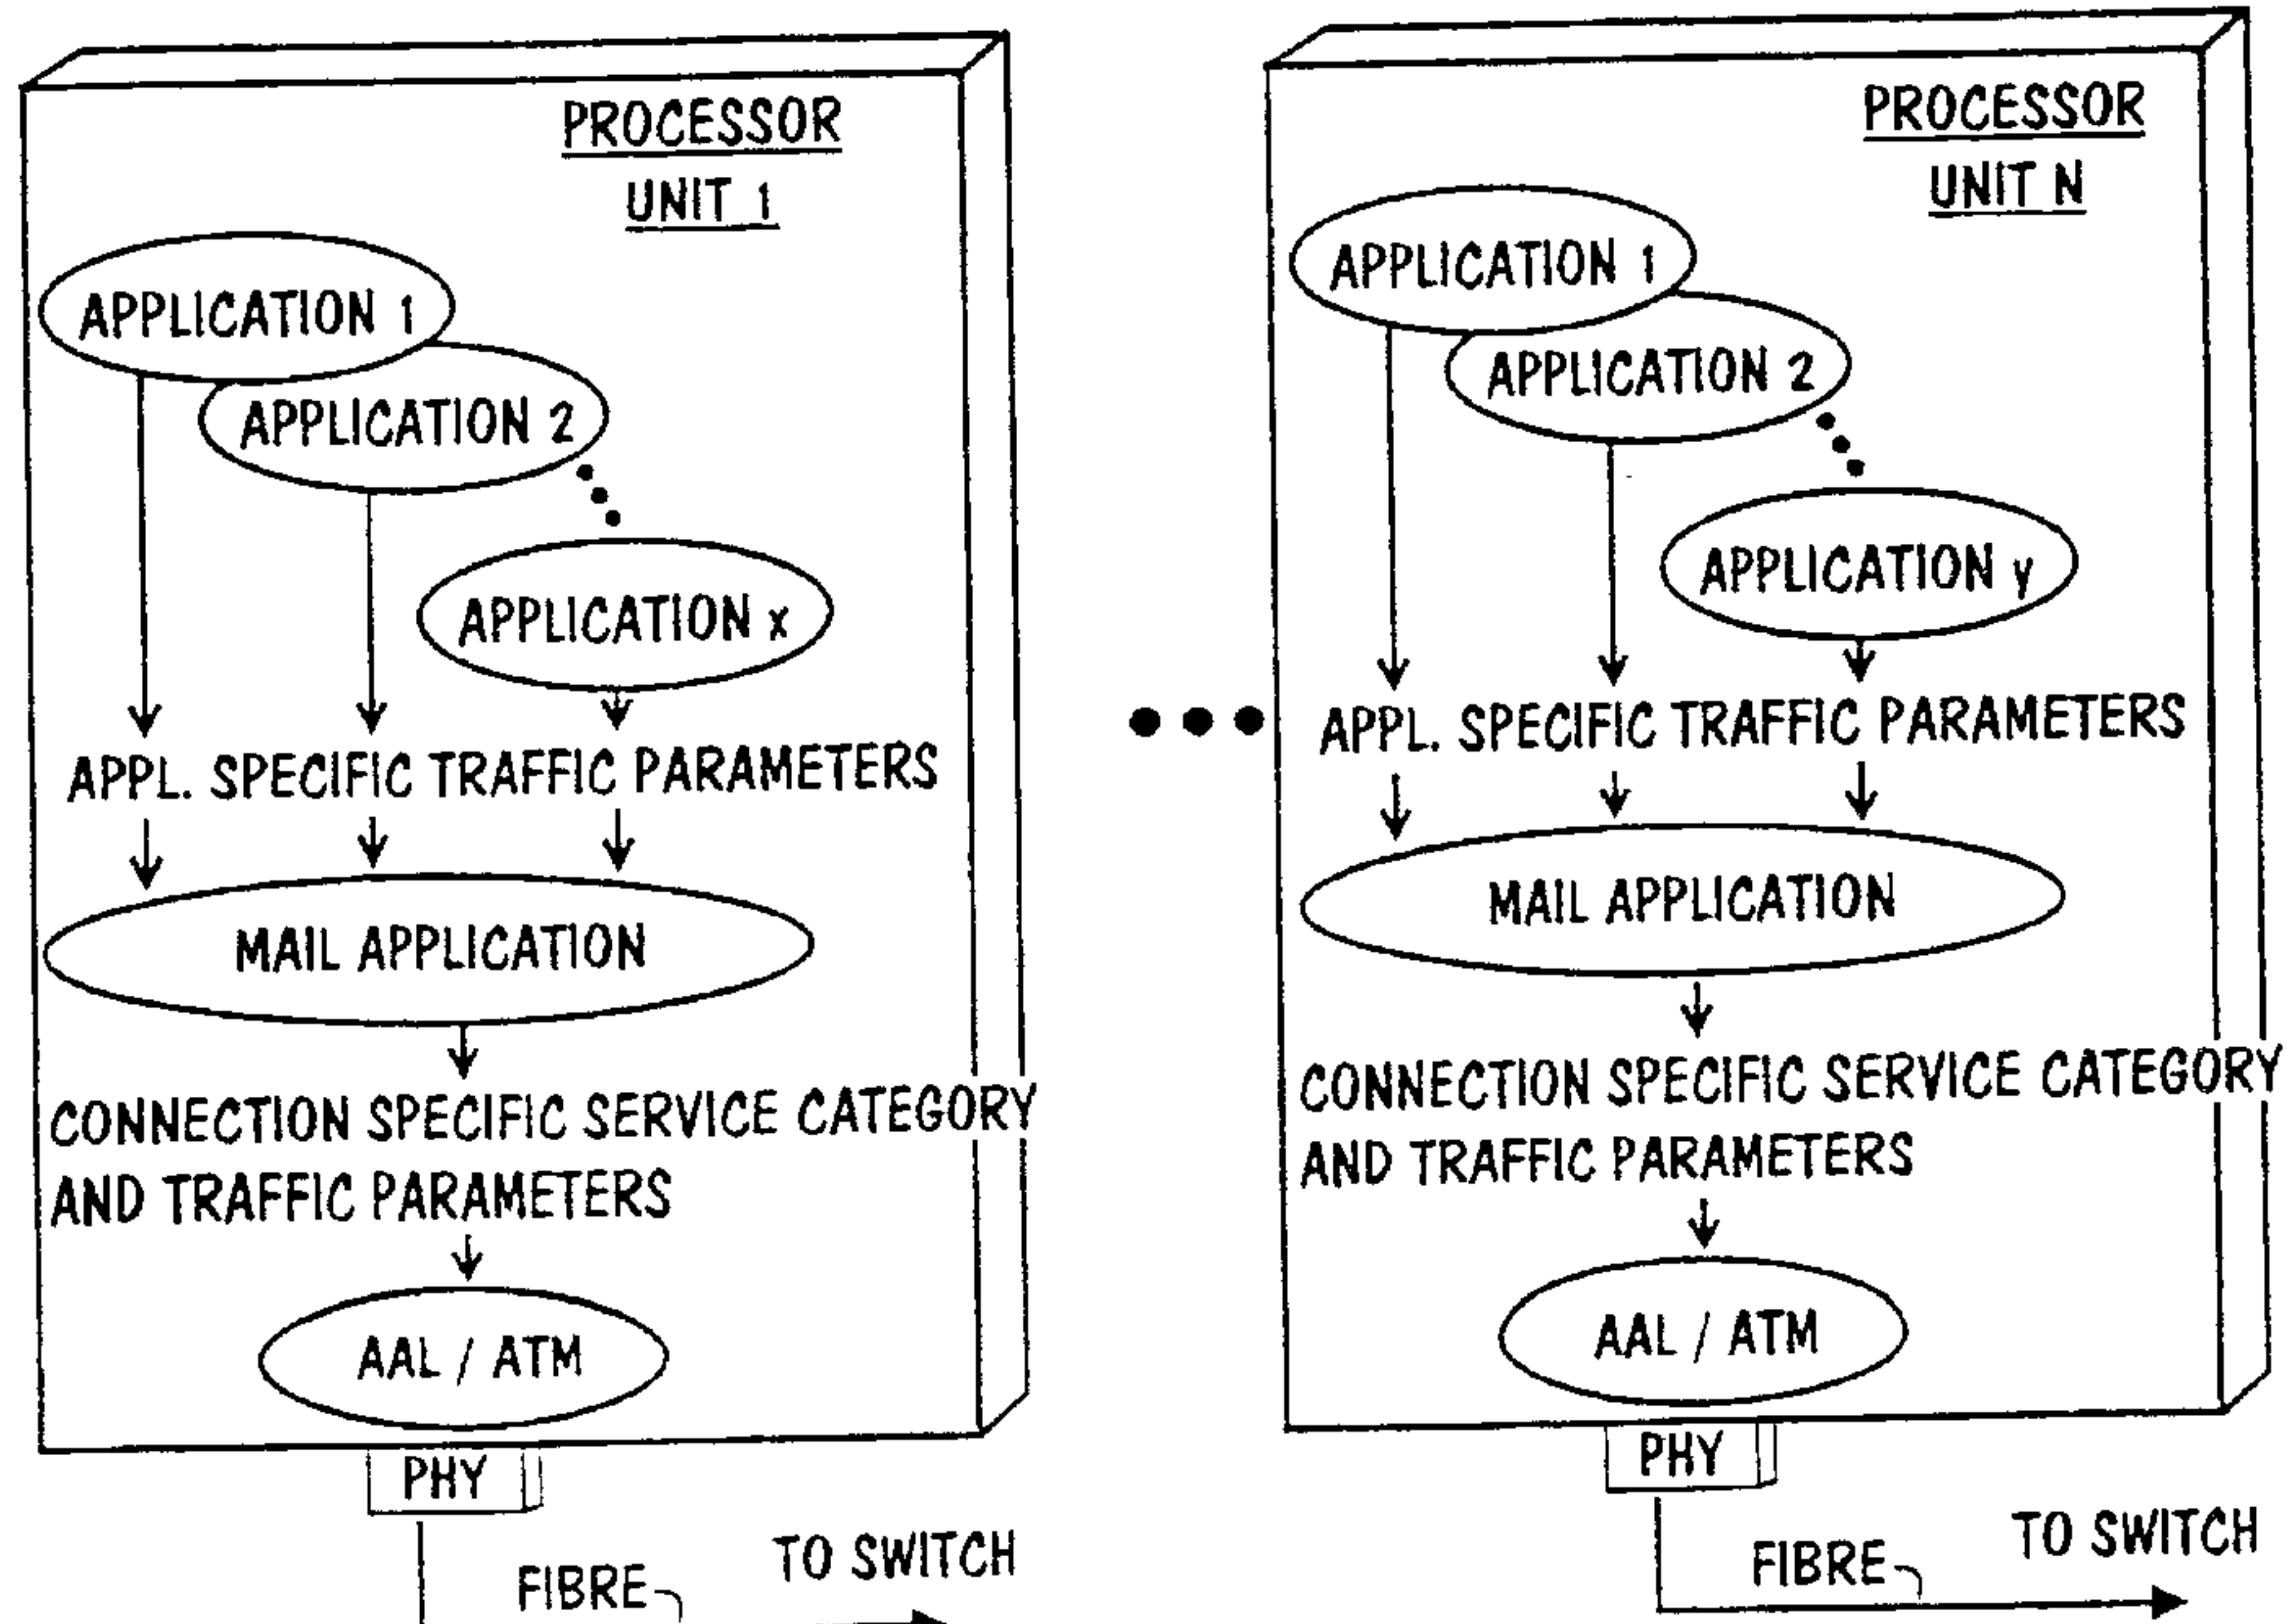 PROCESSOR
UNIT 1
APPLICATION 1
APPLICATION 2
APPLICATION x
APPL. SPECIFIC TRAFFIC PARAMETERS
MAIL APPLICATION
CONNECTION SPECIFIC SERVICE CATEGORY
AND TRAFFIC PARAMETERS
AAL / ATM
PHY
FIBRE
TO SWITCH
PROCESSOR
UNIT N
APPLICATION 1
APPLICATION 2
APPLICATION y
APPL. SPECIFIC TRAFFIC PARAMETERS
MAIL APPLICATION
CONNECTION SPECIFIC SERVICE CATEGORY
AND TRAFFIC PARAMETERS
AAL / ATM
PHY
FIBRE
TO SWITCH